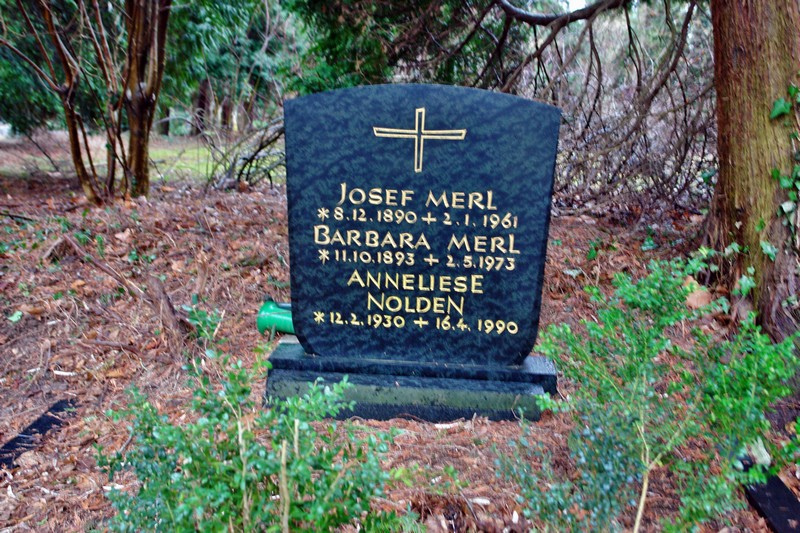 JOSEF MERL
* 8. 12. 1890 + 2. 1. 1961
BARBARA MERL
* 11. 10. 1893 + 2. 5. 1973
ANNELIESE
NOLDEN
* 12. 2. 1930 + 16. 4. 1990